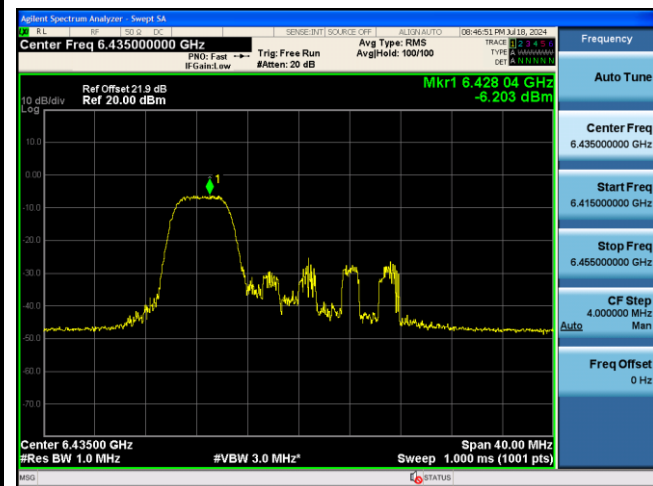 Agilent Spectrum Analyzer - Swept SA
RL RF 50 Ω DC SENSE:INT SOURCE OFF ALIGN AUTO 08:46:51 PM Jul 18, 2024
Center Freq 6.435000000 GHz
PNO: Fast
IFGain:Low
Trig: Free Run
#Atten: 20 dB
Avg Type: RMS
Avg|Hold: 100/100
TRACE 1 2 3 4 5 6
TYPE A WWWWW
DET A N N N N N
Ref Offset 21.9 dB
10 dB/div Ref 20.00 dBm
Log
Mkr1 6.428 04 GHz
-6.203 dBm
10.0
0.00
-10.0
-20.0
-30.0
-40.0
-50.0
-60.0
-70.0
1
Center 6.43500 GHz Span 40.00 MHz
#Res BW 1.0 MHz #VBW 3.0 MHz* Sweep 1.000 ms (1001 pts)
MSG STATUS
Frequency
Auto Tune
Center Freq
6.435000000 GHz
Start Freq
6.415000000 GHz
Stop Freq
6.455000000 GHz
CF Step
4.000000 MHz
Auto Man
Freq Offset
0 Hz